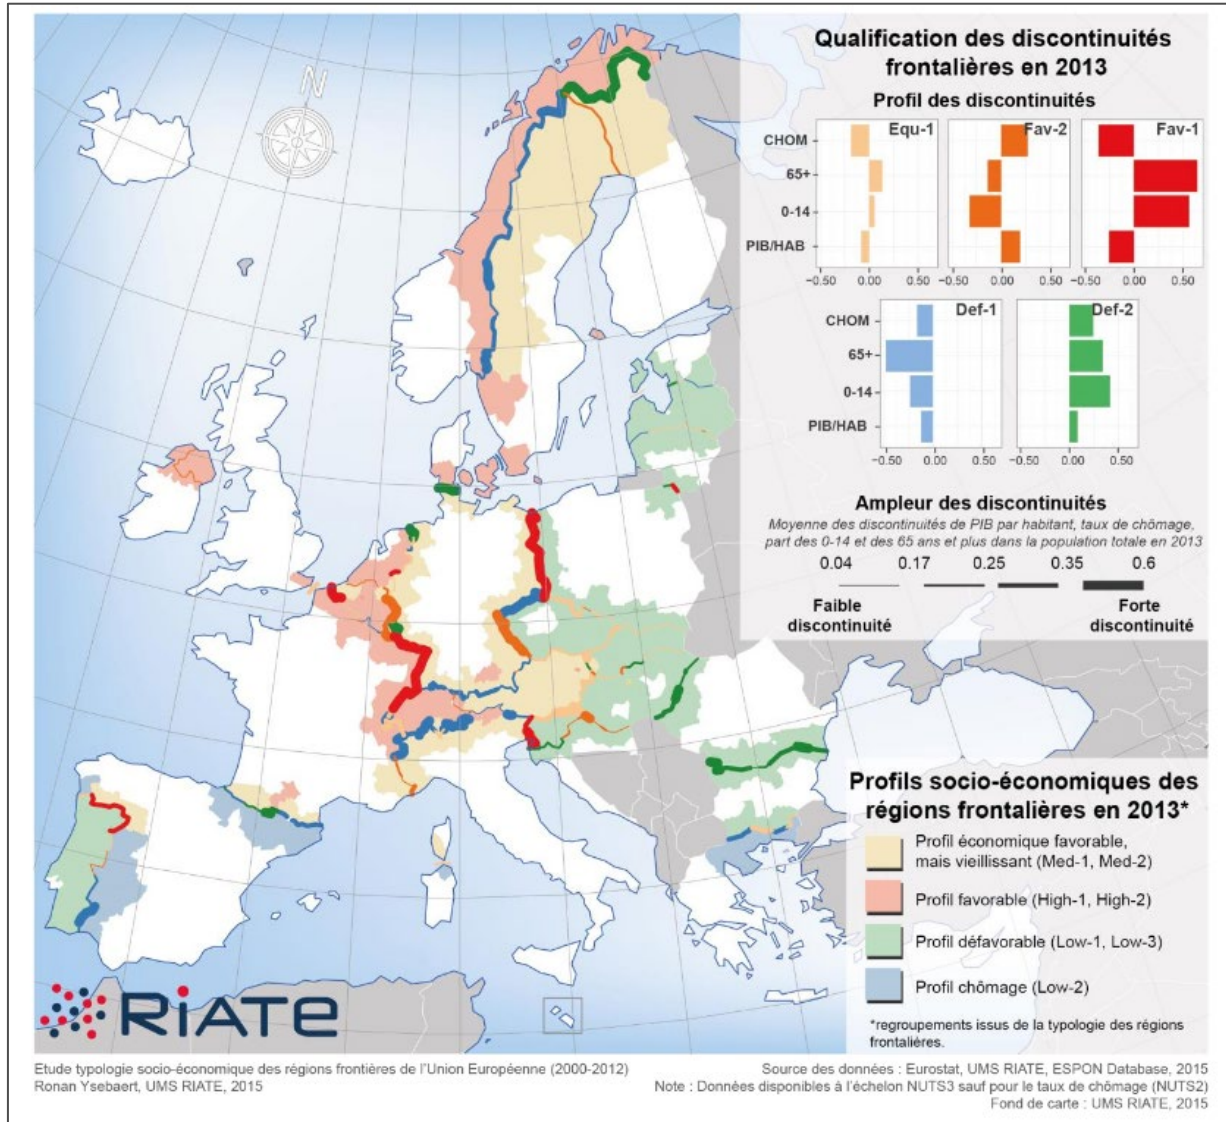 Qualification des discontinuités
frontalières en 2013
Profil des discontinuités
Equ-1
Fav-2
Fav-1
CHOM
65+
0-14
PIB/HAB
−0.50 0.00 0.50
−0.50 0.00 0.50
−0.50 0.00 0.50
Def-1
Def-2
CHOM
65+
0-14
PIB/HAB
−0.50 0.00 0.50
−0.50 0.00 0.50
Ampleur des discontinuités
Moyenne des discontinuités de PIB par habitant, taux de chômage,
part des 0-14 et des 65 ans et plus dans la population totale en 2013
0.04 0.17 0.25 0.35 0.6
Faible
discontinuité
Forte
discontinuité
N
Profils socio-économiques des
régions frontalières en 2013*
Profil économique favorable,
mais vieillissant (Med-1, Med-2)
Profil favorable (High-1, High-2)
Profil défavorable (Low-1, Low-3)
Profil chômage (Low-2)
*regroupements issus de la typologie des régions
frontalières.
RIATE
Etude typologie socio-économique des régions frontières de l'Union Européenne (2000-2012)
Ronan Ysebaert, UMS RIATE, 2015
Source des données : Eurostat, UMS RIATE, ESPON Database, 2015
Note : Données disponibles à l'échelon NUTS3 sauf pour le taux de chômage (NUTS2)
Fond de carte : UMS RIATE, 2015